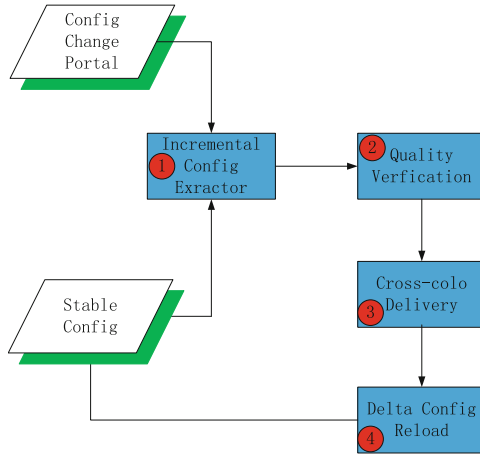 Config
Change
Portal
Incremental
Config
Exractor
1
2
Quality
Verfication
Cross-colo
Delivery
3
Stable
Config
Delta Config
Reload
4